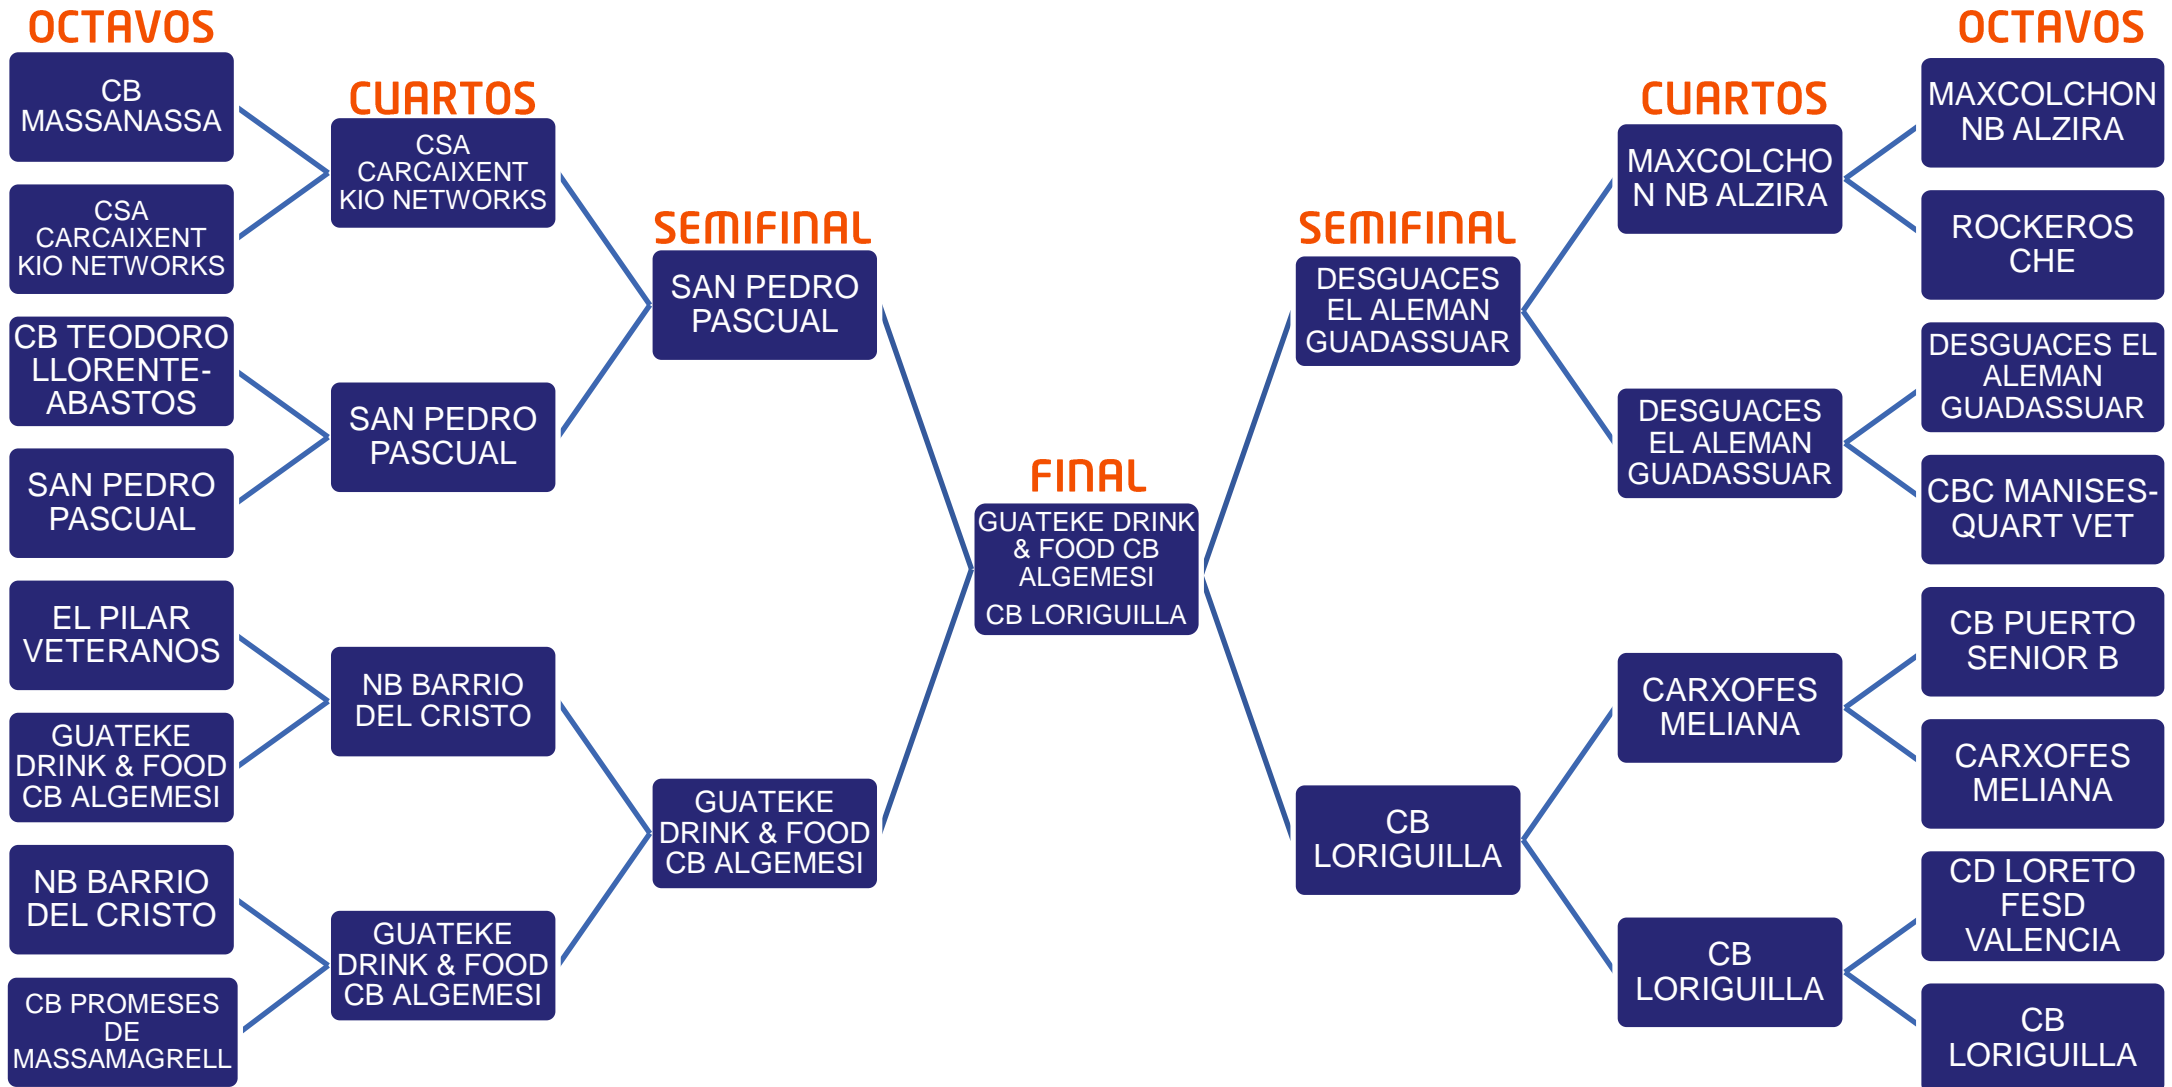 OCTAVOS
CB
MASSANASSA
CSA
CARCAIXENT
KIO NETWORKS
CB TEODORO
LLORENTE-
ABASTOS
SAN PEDRO
PASCUAL
EL PILAR
VETERANOS
GUATEKE
DRINK & FOOD
CB ALGEMESI
NB BARRIO
DEL CRISTO
CB PROMESES
DE
MASSAMAGRELL
CUARTOS
CSA
CARCAIXENT
KIO NETWORKS
SAN PEDRO
PASCUAL
NB BARRIO
DEL CRISTO
GUATEKE
DRINK & FOOD
CB ALGEMESI
SEMIFINAL
SAN PEDRO
PASCUAL
GUATEKE
DRINK & FOOD
CB ALGEMESI
FINAL
GUATEKE DRINK
& FOOD CB
ALGEMESI
CB LORIGUILLA
SEMIFINAL
DESGUACES
EL ALEMAN
GUADASSUAR
CB
LORIGUILLA
CUARTOS
MAXCOLCHO
N NB ALZIRA
DESGUACES
EL ALEMAN
GUADASSUAR
CARXOFES
MELIANA
CB
LORIGUILLA
OCTAVOS
MAXCOLCHON
NB ALZIRA
ROCKEROS
CHE
DESGUACES EL
ALEMAN
GUADASSUAR
CBC MANISES-
QUART VET
CB PUERTO
SENIOR B
CARXOFES
MELIANA
CD LORETO
FESD
VALENCIA
CB
LORIGUILLA